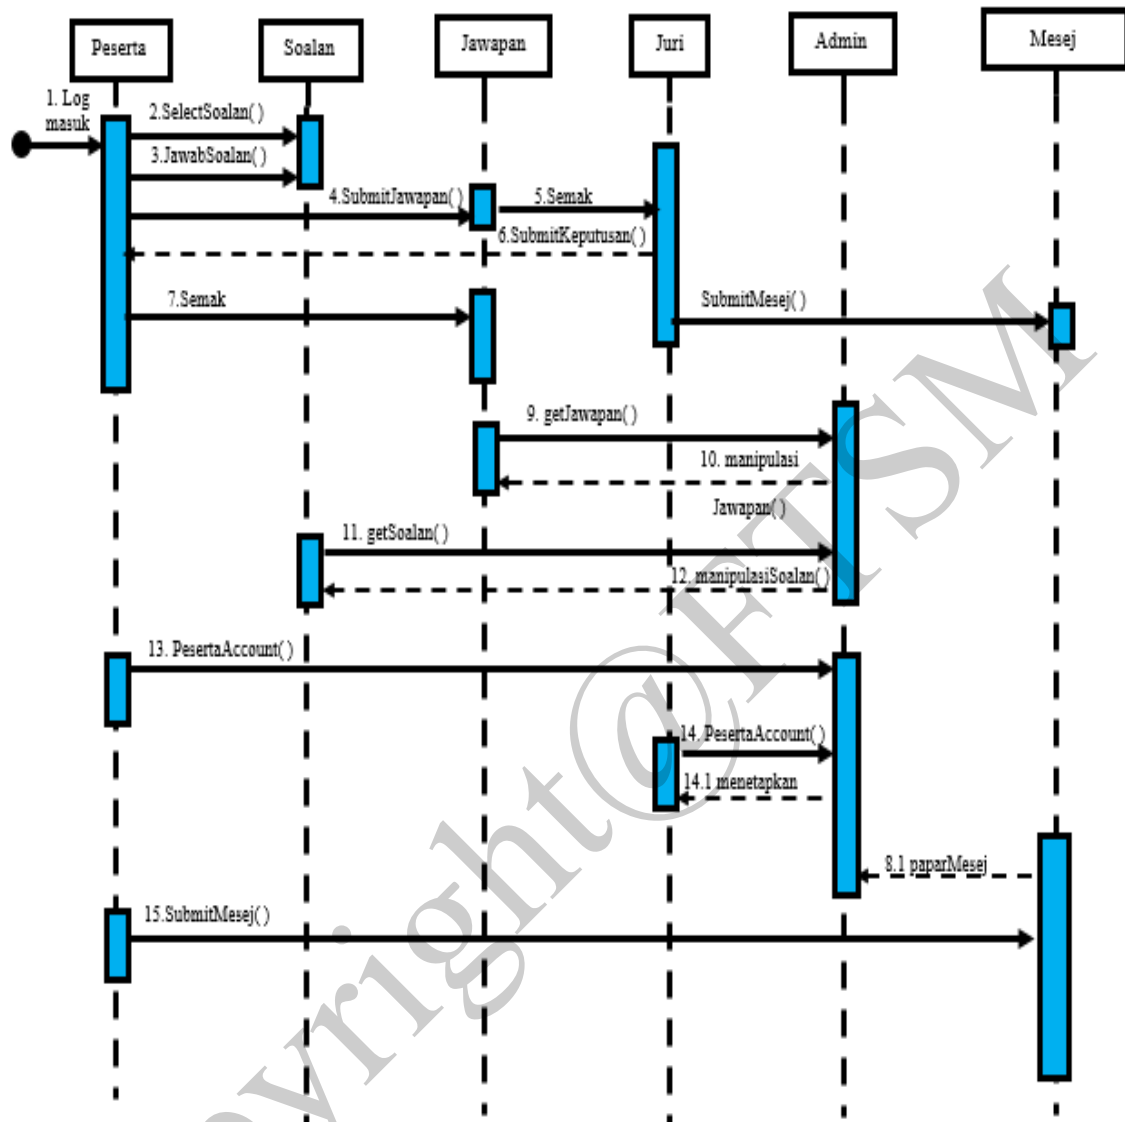 Peserta
Soalan
Jawapan
Juri
Admin
Mesej
1. Log
masuk
2.SelectSoalan( )
3.JawabSoalan( )
4.SubmitJawapan( )
5.Semak
6.SubmitKeputusan( )
7.Semak
SubmitMesej( )
9. getJawapan( )
10. manipulasi
Jawapan( )
11. getSoalan( )
12. manipulasiSoalan( )
13. PesertaAccount( )
14. PesertaAccount( )
14.1 menetapkan
8.1 paparMesej
15.SubmitMesej( )
pyright@FTSM